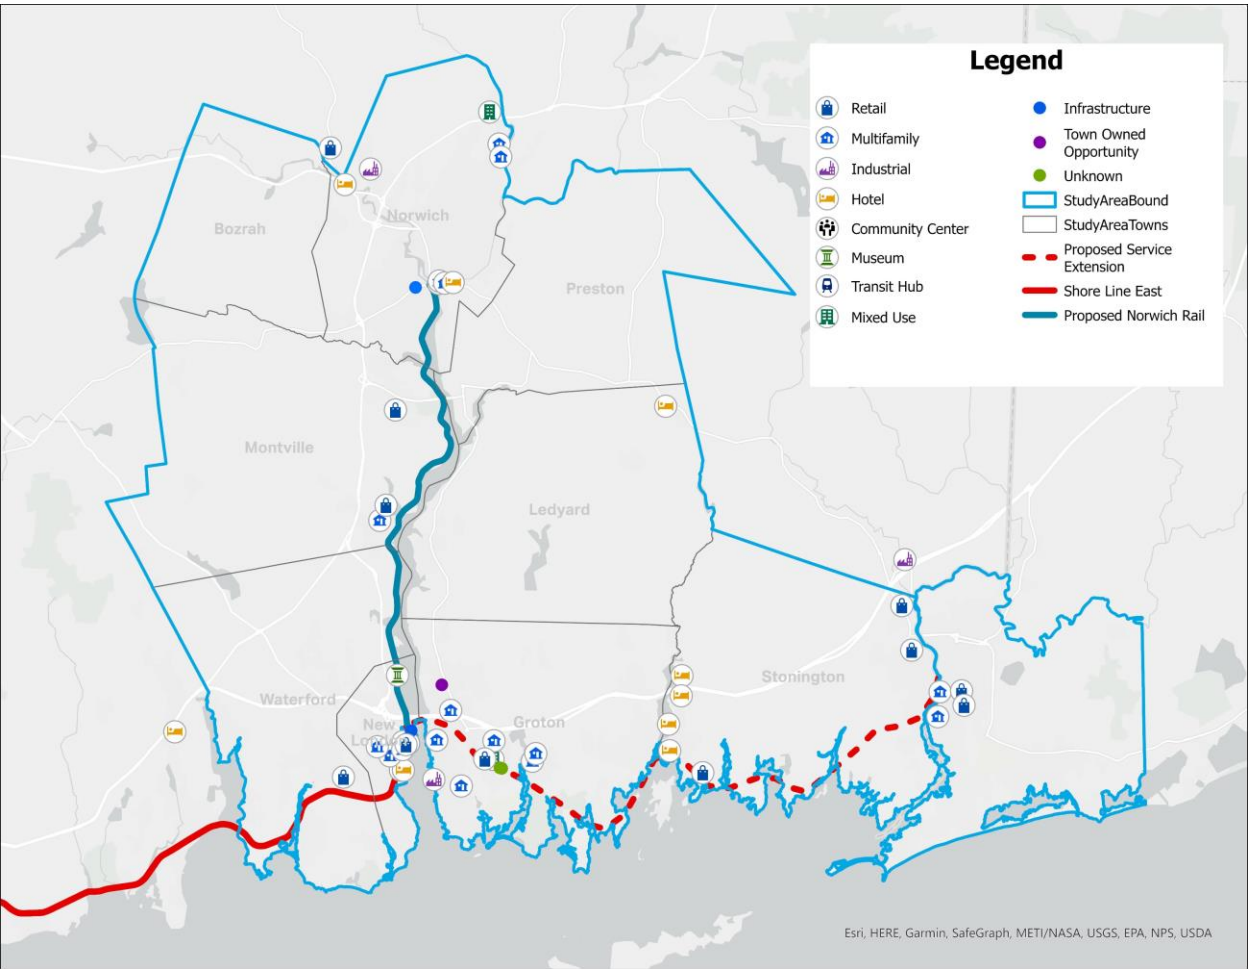 Legend
Retail
Multifamily
Industrial
Hotel
Community Center
Museum
Transit Hub
Mixed Use
Infrastructure
Town Owned
Opportunity
Unknown
StudyAreaBound
StudyAreaTowns
Proposed Service
Extension
Shore Line East
Proposed Norwich Rail
Bozrah
Norwich
Preston
Montville
Ledyard
Waterford
New
London
Groton
Stonington
Esri, HERE, Garmin, SafeGraph, METI/NASA, USGS, EPA, NPS, USDA